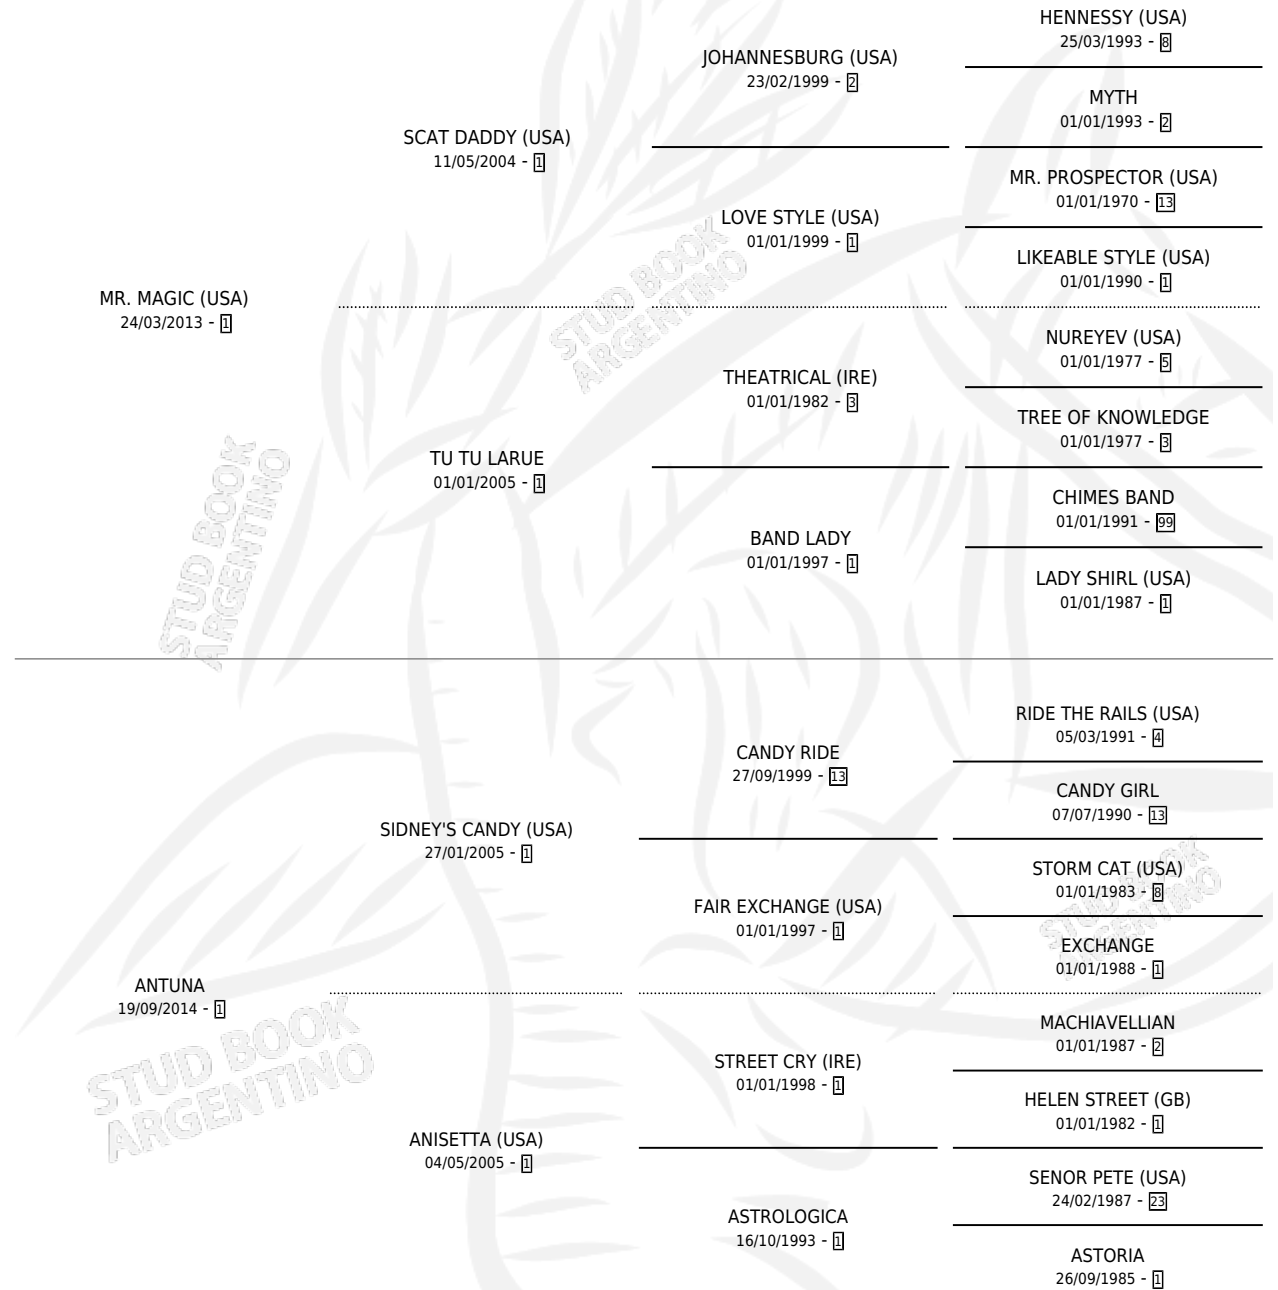 HENNESSY (USA)
25/03/1993 - 8
JOHANNESBURG (USA)
23/02/1999 - 2
MYTH
01/01/1993 - 2
SCAT DADDY (USA)
11/05/2004 - 1
MR. PROSPECTOR (USA)
01/01/1970 - 13
LOVE STYLE (USA)
01/01/1999 - 1
LIKEABLE STYLE (USA)
01/01/1990 - 1
MR. MAGIC (USA)
24/03/2013 - 1
NUREYEV (USA)
01/01/1977 - 5
THEATRICAL (IRE)
01/01/1982 - 3
TREE OF KNOWLEDGE
01/01/1977 - 3
TU TU LARUE
01/01/2005 - 1
CHIMES BAND
01/01/1991 - 99
BAND LADY
01/01/1997 - 1
LADY SHIRL (USA)
01/01/1987 - 1
RIDE THE RAILS (USA)
05/03/1991 - 4
CANDY RIDE
27/09/1999 - 13
CANDY GIRL
07/07/1990 - 13
SIDNEY'S CANDY (USA)
27/01/2005 - 1
STORM CAT (USA)
01/01/1983 - 8
FAIR EXCHANGE (USA)
01/01/1997 - 1
EXCHANGE
01/01/1988 - 1
ANTUNA
19/09/2014 - 1
MACHIAVELLIAN
01/01/1987 - 2
STREET CRY (IRE)
01/01/1998 - 1
HELEN STREET (GB)
01/01/1982 - 1
ANISETTA (USA)
04/05/2005 - 1
SENOR PETE (USA)
24/02/1987 - 23
ASTROLOGICA
16/10/1993 - 1
ASTORIA
26/09/1985 - 1
STUD BOOK
ARGENTINO
STUD BOOK
ARGENTINO
STUD BOOK
ARGENTINO
STUD BOOK
ARGENTINO